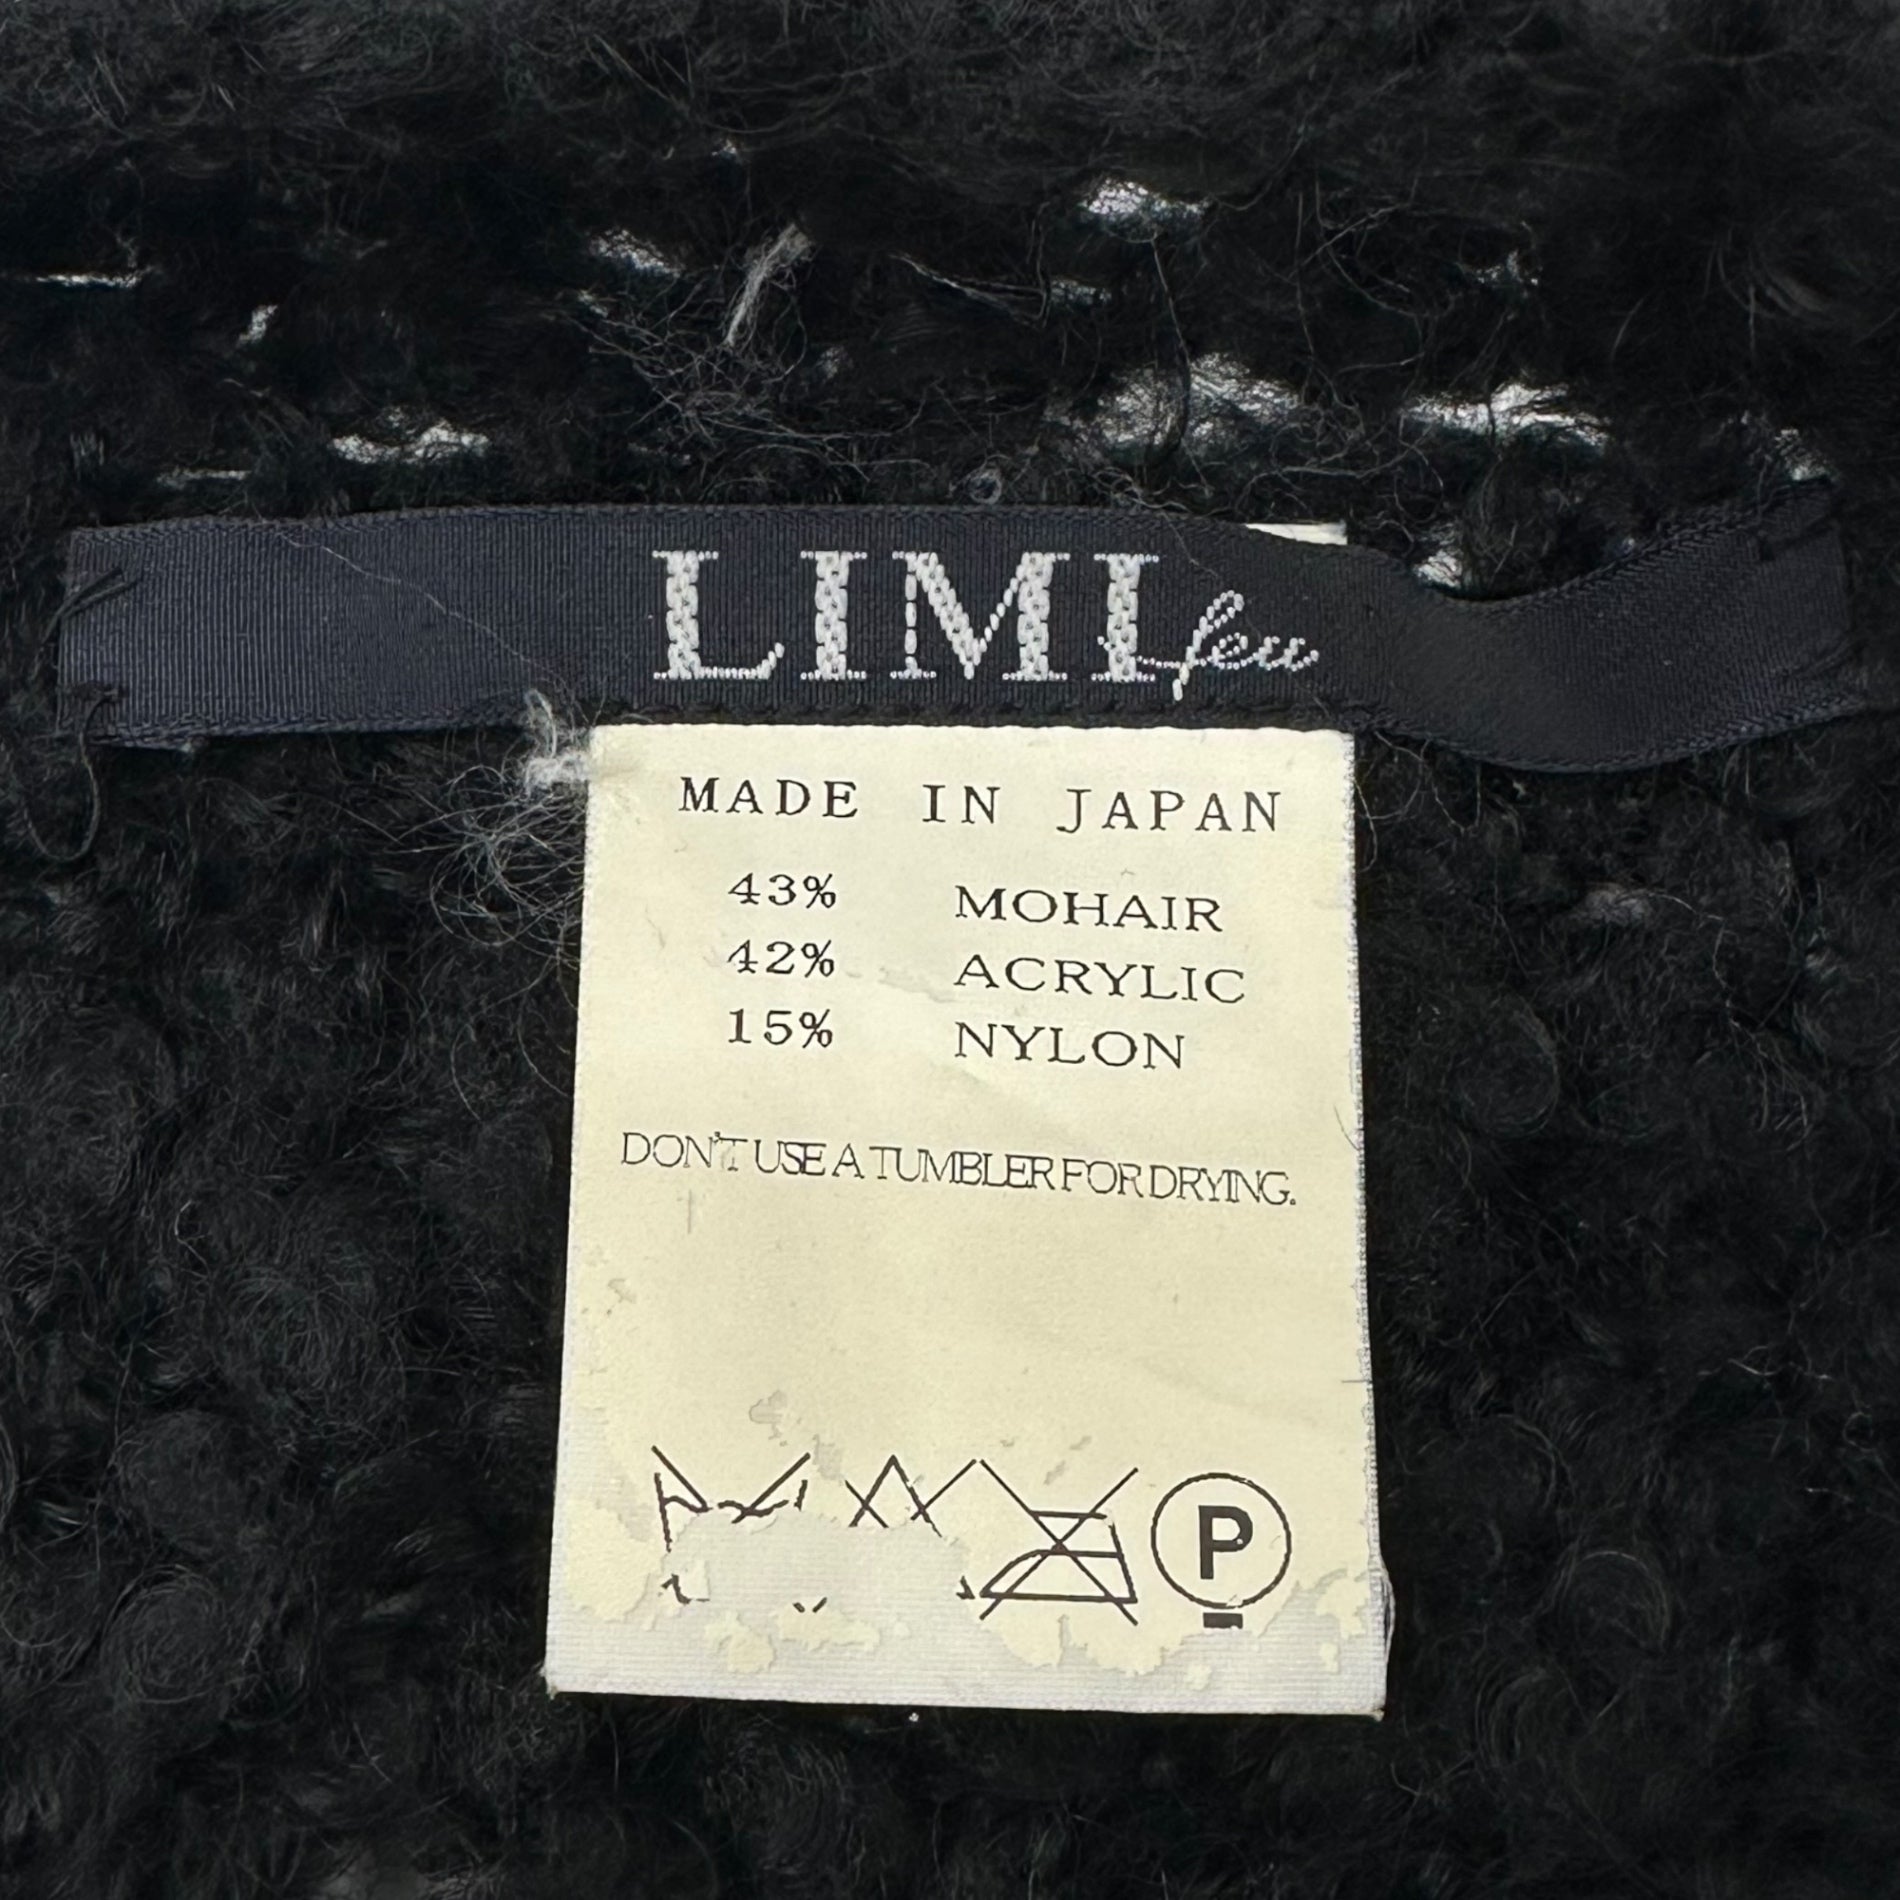 LIMI feu
MADE IN JAPAN
43% MOHAIR
42% ACRYLIC
15% NYLON
DON'T USE A TUMBLER FOR DRYING.
P